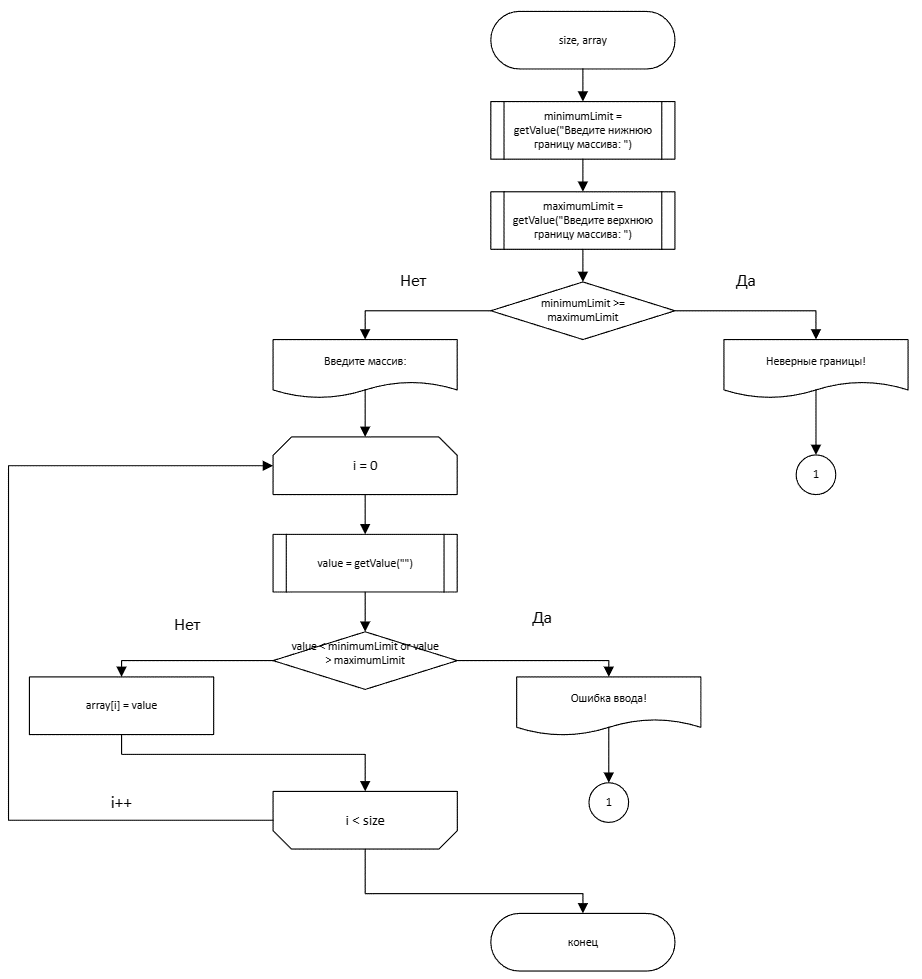 size, array
minimumLimit =
getValue("Введите нижнюю
границу массива: ")
maximumLimit =
getValue("Введите верхнюю
границу массива: ")
Нет
Да
minimumLimit >=
maximumLimit
Введите массив:
Неверные границы!
i = 0
1
value = getValue("")
Нет
Да
value < minimumLimit or value
> maximumLimit
array[i] = value
Ошибка ввода!
i++
1
i < size
конец